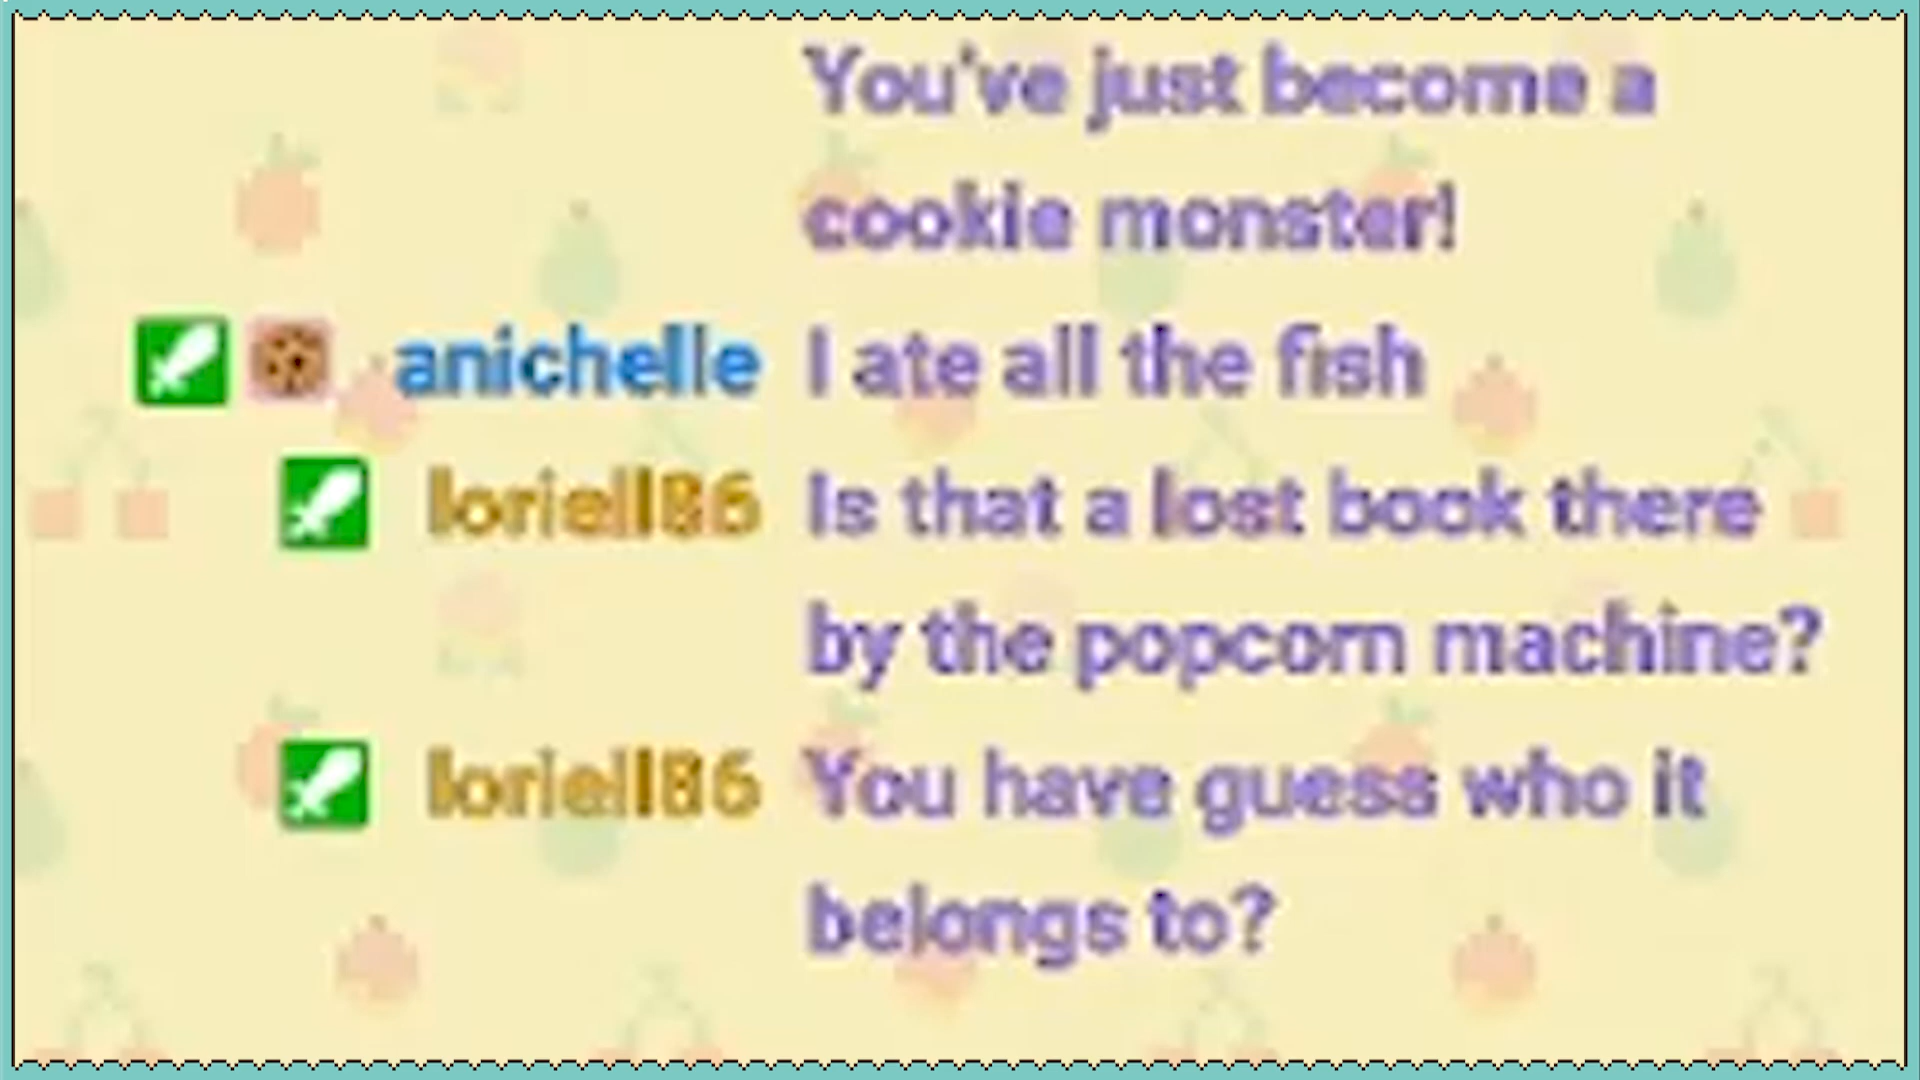 You've just become a
cookie monster!
anichelle I ate all the fish
loriell86 Is that a lost book there
by the popcorn machine?
loriell86 You have guess who it
belongs to?